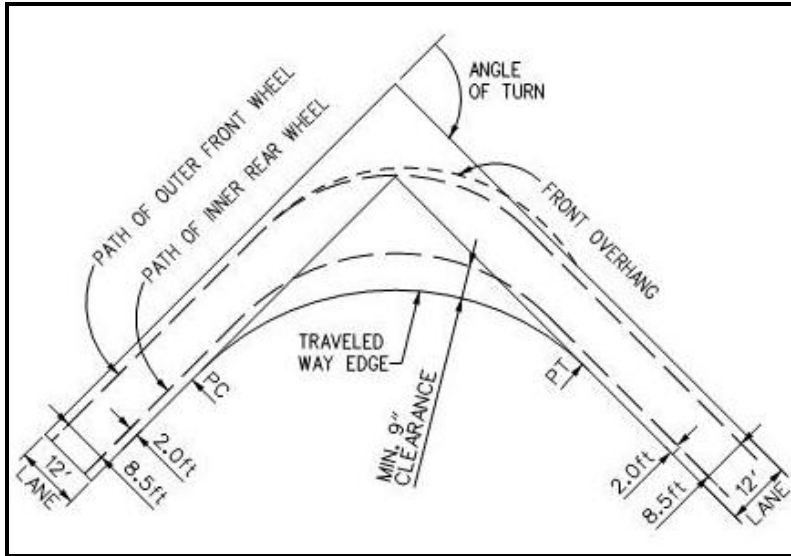 ANGLE
OF TURN
PATH OF OUTER FRONT WHEEL
PATH OF INNER REAR WHEEL
FRONT OVERHANG
TRAVELED
WAY EDGE
PC
PT
MIN. 9"
CLEARANCE
2.0ft
8.5ft
12'
LANE
2.0ft
8.5ft
12'
LANE